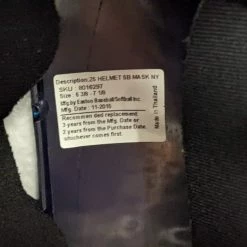 Description:Z5 HELMET SB MASK NY
SKU : 8016297
Size : 6 3/8 - 7 1/8
Mfg.by Easton Baseball/Softball Inc.
Mfg. Date : 11-2016
Recommended replacement:
3 years from the Mfg. Date or
2 years from the Purchase Date,
whichever comes first.
Made in Thailand